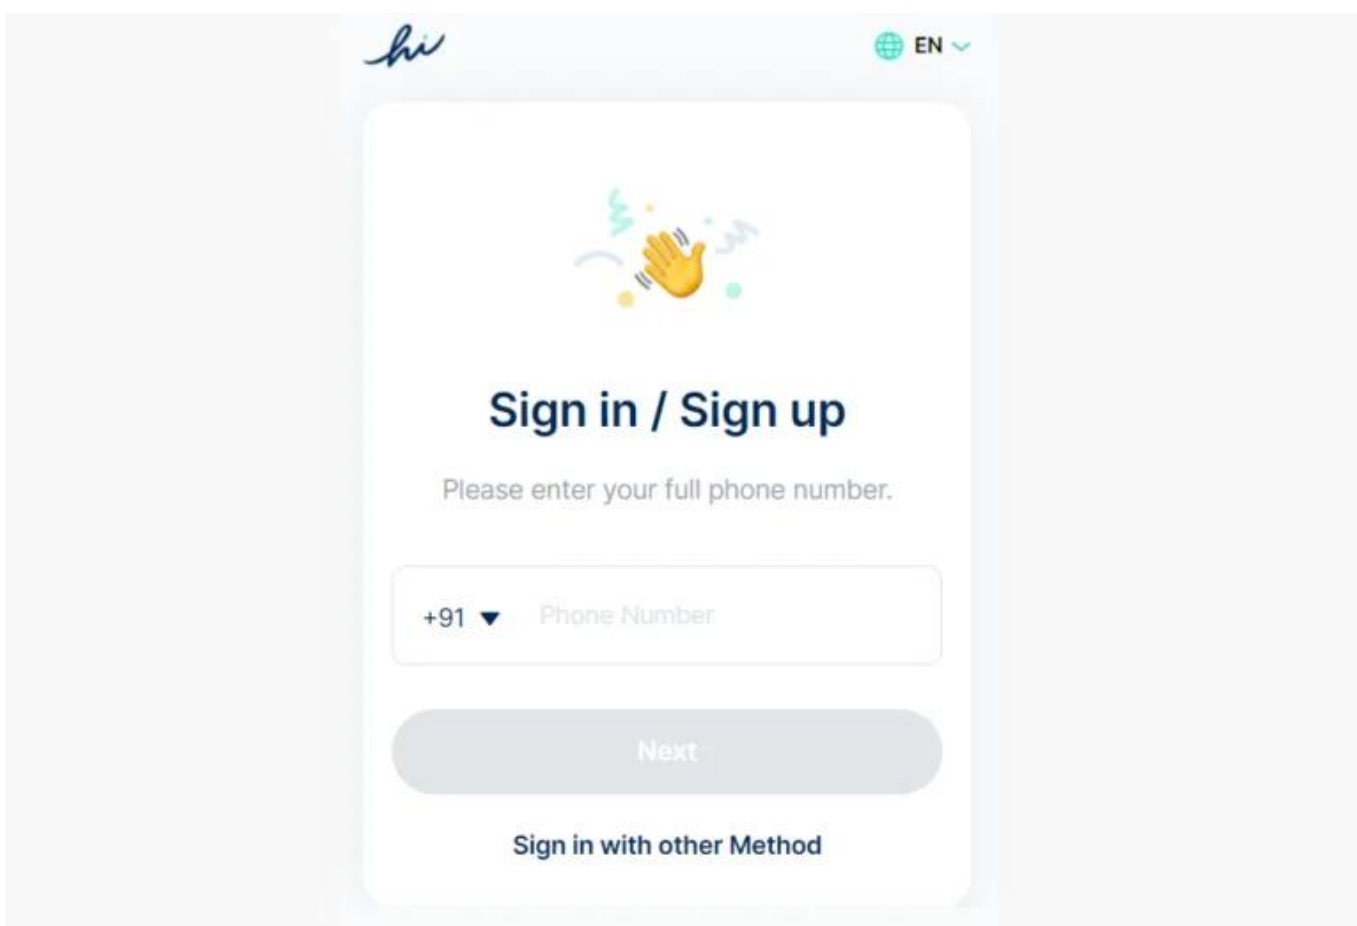 hi
EN
Sign in / Sign up
Please enter your full phone number.
+91 Phone Number
Next
Sign in with other Method